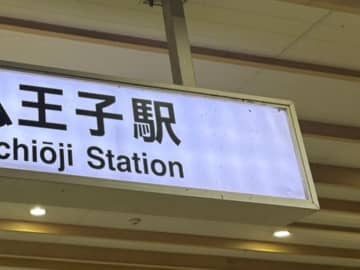 王子駅
chiōji Station